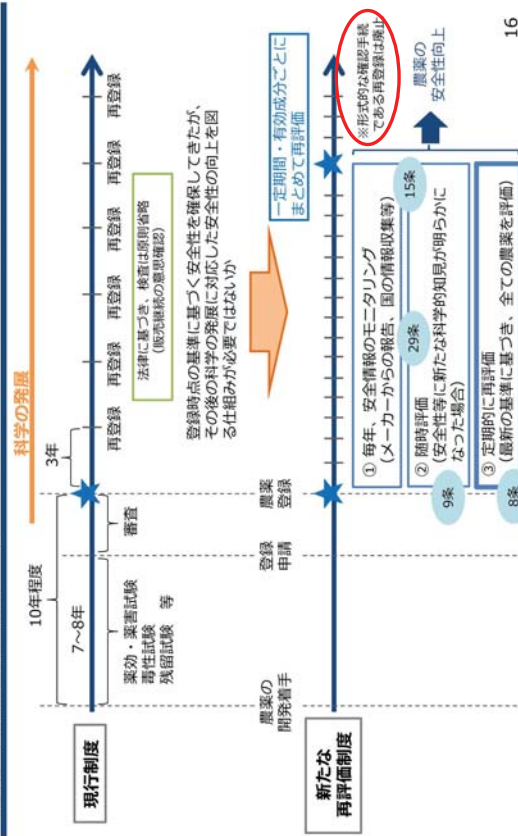 科学の発展
10年程度
7～8年
審査
3年
現行制度
薬効・薬害試験
毒性試験
残留試験 等
再登録
再登録
再登録
再登録
再登録
再登録
法律に基づき、検査は原則省略
（販売継続の意思確認）
登録時点の基準に基づく安全性を確保してきたが、
その後の科学の発展に対応した安全性の向上を図
る仕組みが必要ではないか
農薬の
開発着手
登録
申請
農薬
登録
一定期間・有効成分ごとに
まとめて再評価
新たな
再評価制度
※形式的な確認手続
である再登録は廃止
① 毎年、安全情報のモニタリング
（メーカーからの報告、国の情報収集等）
29条
15条
② 随時評価
（安全性等に新たな科学的知見が明らかに
なった場合）
9条
③ 定期的に再評価
（最新の基準に基づき、全ての農薬を評価）
8条
農薬の
安全性向上
16